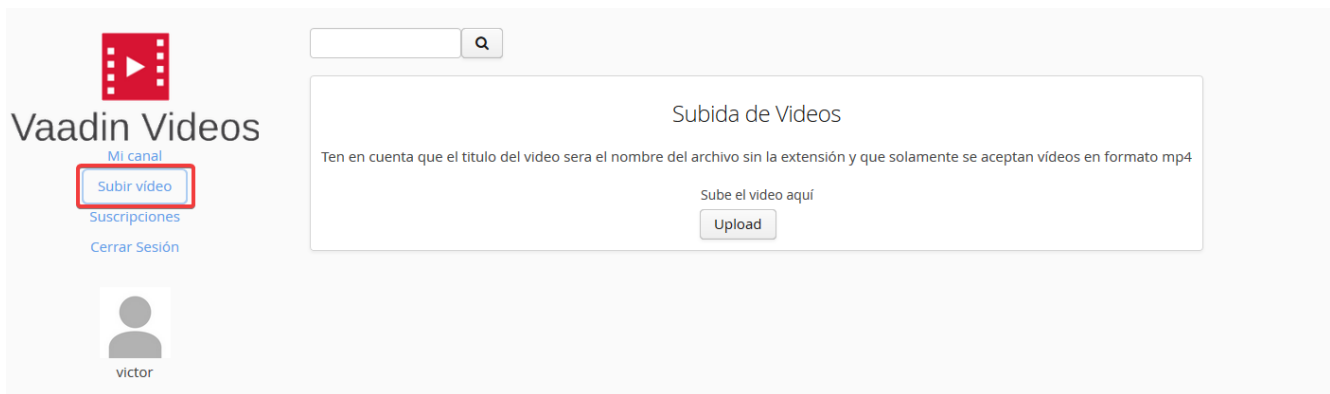 Vaadin Videos
Mi canal
Subir vídeo
Suscripciones
Cerrar Sesión
victor
Subida de Videos
Ten en cuenta que el titulo del video sera el nombre del archivo sin la extensión y que solamente se aceptan vídeos en formato mp4
Sube el video aquí
Upload